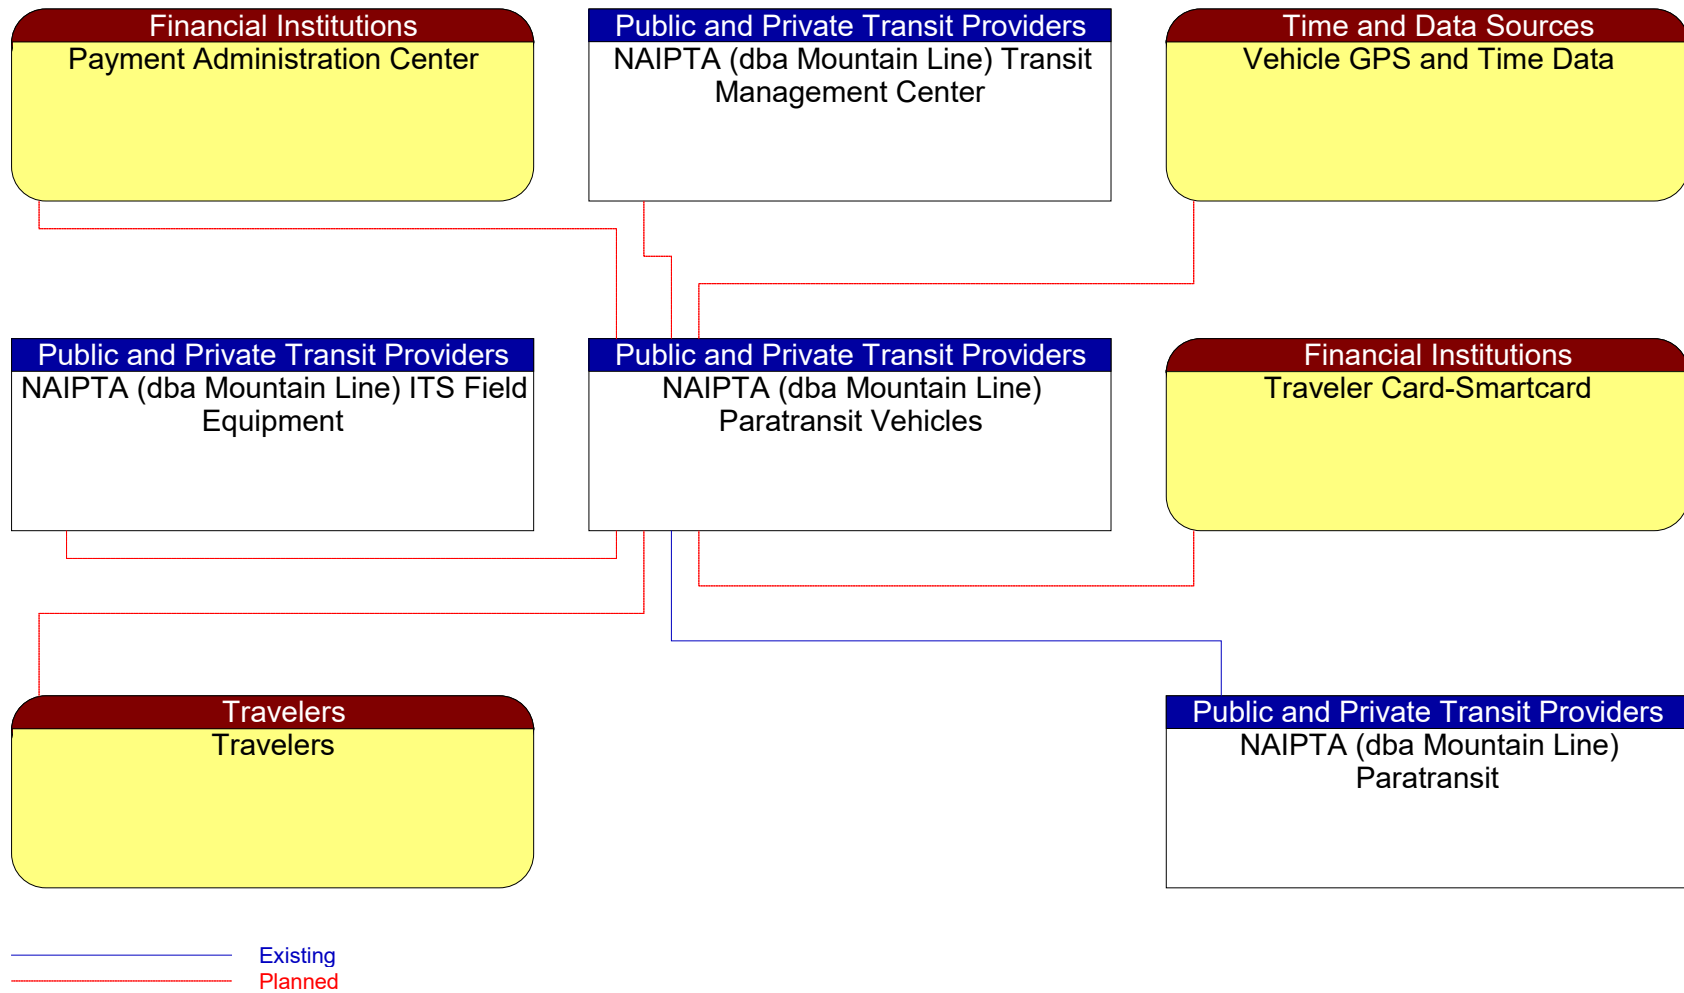 Financial Institutions
Payment Administration Center
Public and Private Transit Providers
NAIPTA (dba Mountain Line) Transit
Management Center
Time and Data Sources
Vehicle GPS and Time Data
Public and Private Transit Providers
NAIPTA (dba Mountain Line) ITS Field
Equipment
Public and Private Transit Providers
NAIPTA (dba Mountain Line)
Paratransit Vehicles
Financial Institutions
Traveler Card-Smartcard
Travelers
Travelers
Public and Private Transit Providers
NAIPTA (dba Mountain Line)
Paratransit
Existing
Planned